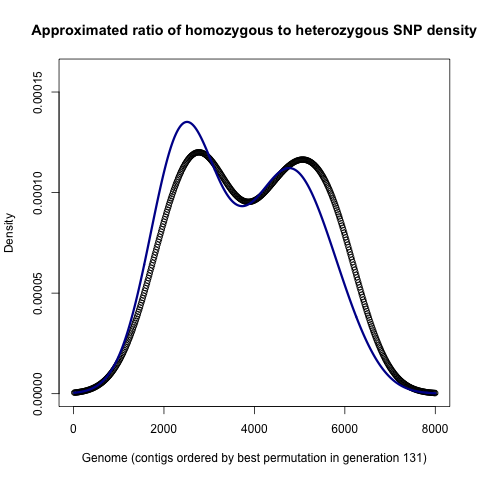 Approximated ratio of homozygous to heterozygous SNP density
Density
0.00015
0.00010
0.00005
0.00000
0 2000 4000 6000 8000
Genome (contigs ordered by best permutation in generation 131)